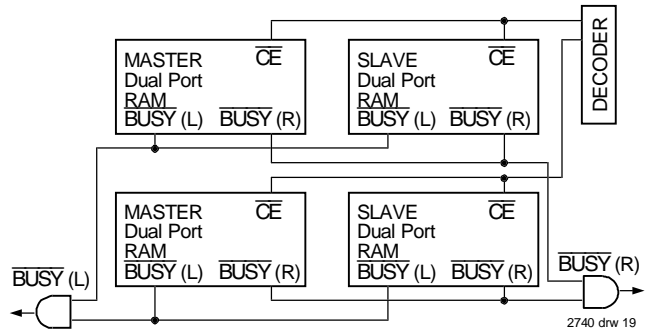 MASTER
Dual Port
RAM
CE
BUSY (L) BUSY (R)
SLAVE
Dual Port
RAM
CE
BUSY (L) BUSY (R)
DECODER
MASTER
Dual Port
RAM
CE
BUSY (L) BUSY (R)
SLAVE
Dual Port
RAM
CE
BUSY (L) BUSY (R)
BUSY (L)
BUSY (R)
2740 drw 19